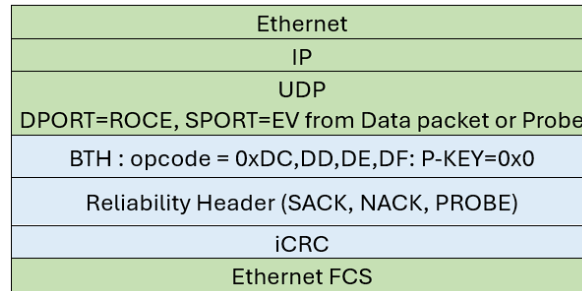 Ethernet
IP
UDP
DPORT=ROCE, SPORT=EV from Data packet or Probe
BTH : opcode = 0xDC,DD,DE,DF: P-KEY=0x0
Reliability Header (SACK, NACK, PROBE)
iCRC
Ethernet FCS